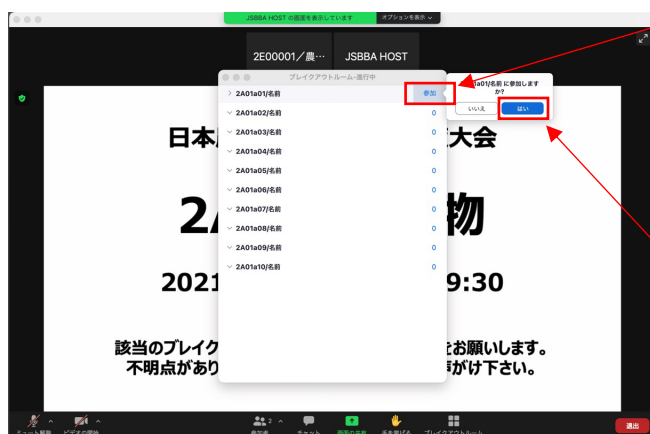 JSBBA HOST の画面を表示しています オプションを表示
2E00001／農… JSBBA HOST
ブレイクアウトルーム-進行中
2A01a01/名前 参加
a01/名前 に参加します
か?
いいえ はい
2A01a02/名前 0
2A01a03/名前 0
2A01a04/名前 0
2A01a05/名前 0
2A01a06/名前 0
2A01a07/名前 0
2A01a08/名前 0
2A01a09/名前 0
2A01a10/名前 0
日本 大会
2 物
2021 9:30
該当のブレイク をお願いします。
不明点があり 声がけ下さい。
2
ミュート解除 ビデオの開始 参加者 チャット 画面の共有 手を挙げる ブレイクアウトルーム 退出